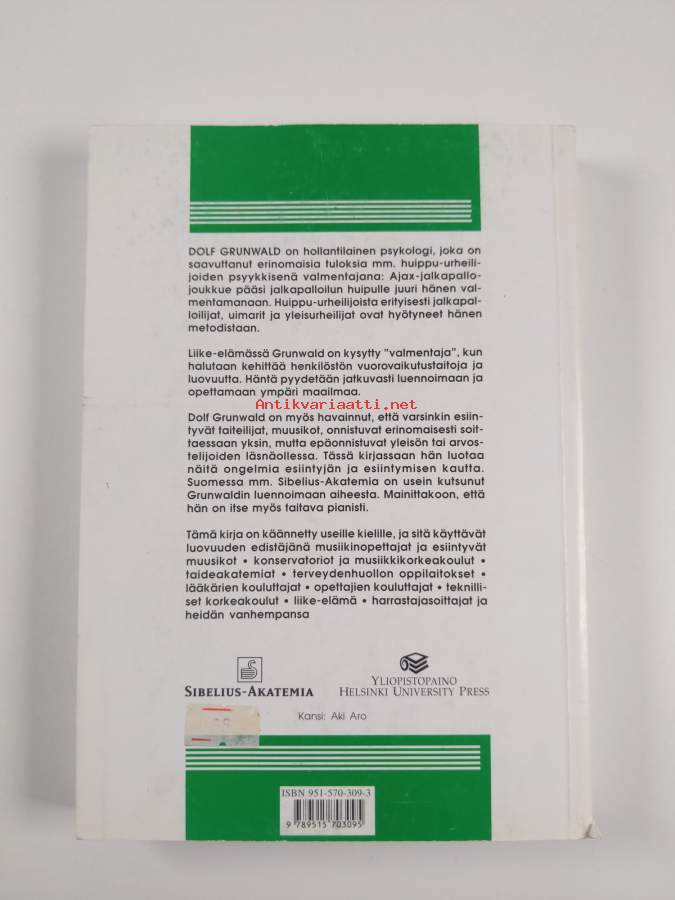 DOLF GRUNWALD on hollantilainen psykologi, joka on
saavuttanut erinomaisia tuloksia mm. huippu-urheili-
joiden psyykkisenä valmentajana: Ajax-jalkapallo-
joukkue pääsi jalkapalloilun huipulle juuri hänen val-
mentamanaan. Huippu-urheilijoista erityisesti jalkapal-
loilijat, uimarit ja yleisurheilijat ovat hyötyneet hänen
metodistaan.
Liike-elämässä Grunwald on kysytty "valmentaja", kun
halutaan kehittää henkilöstön vuorovaikutustaitoja ja
luovuutta. Häntä pyydetään jatkuvasti luennoimaan ja
opettamaan ympäri maailmaa.
Antikvariaatti.net
Dolf Grunwald on myös havainnut, että varsinkin esiin-
tyvät taiteilijat, muusikot, onnistuvat erinomaisesti soit-
taessaan yksin, mutta epäonnistuvat yleisön tai arvos-
telijoiden läsnäollessa. Tässä kirjassaan hän luotaa
näitä ongelmia esiintyjän ja esiintymisen kautta.
Suomessa mm. Sibelius-Akatemia on usein kutsunut
Grunwaldin luennoimaan aiheesta. Mainittakoon, että
hän on itse myös taitava pianisti.
Tämä kirja on käännetty useille kielille, ja sitä käyttävät
luovuuden edistäjänä musiikinopettajat ja esiintyvät
muusikot • konservatoriot ja musiikkikorkeakoulut •
taideakatemiat • terveydenhuollon oppilaitokset •
lääkärien kouluttajat • opettajien kouluttajat • teknilli-
set korkeakoulut • liike-elämä • harrastajasoittajat ja
heidän vanhempansa
SIBELIUS-AKATEMIA
YLIOPISTOPAINO
HELSINKI UNIVERSITY PRESS
Kansi: Aki Aro
ISBN 951-570-309-3
9 789515 703095